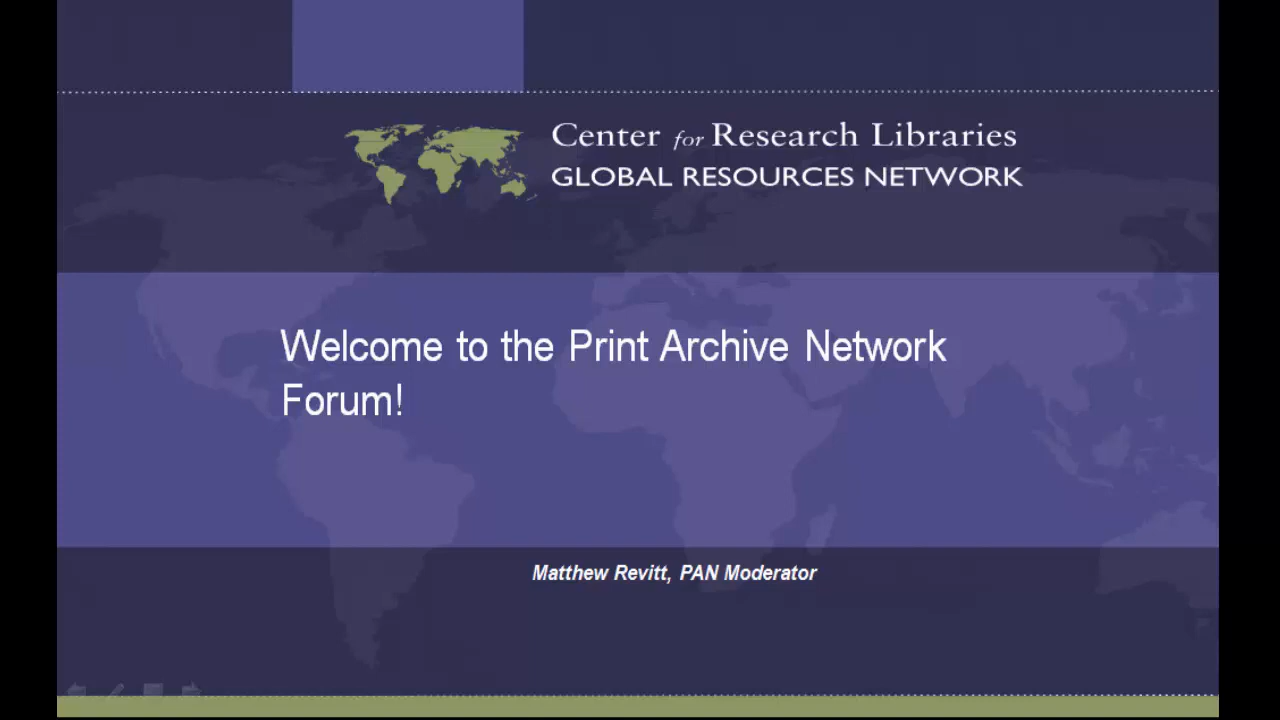 Center for Research Libraries
GLOBAL RESOURCES NETWORK
Welcome to the Print Archive Network
Forum!
Matthew Revitt, PAN Moderator